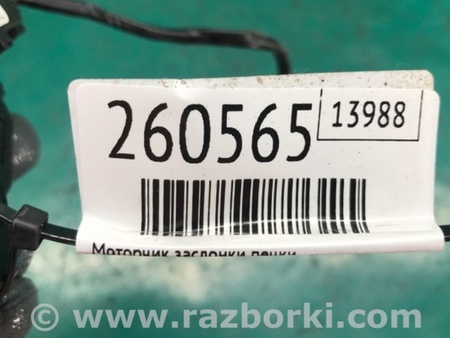 260565
13988
Моторчик заслонки печки
www.razborki.com